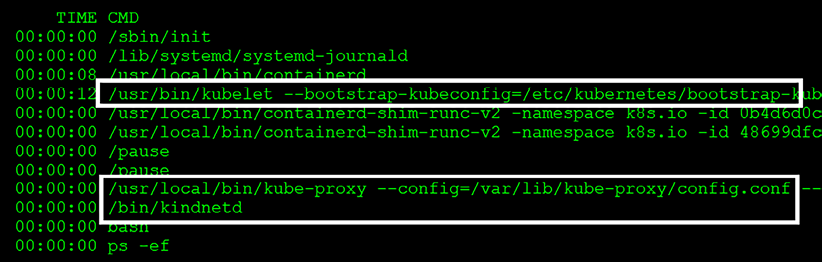 TIME CMD
00:00:00 /sbin/init
00:00:00 /lib/systemd/systemd-journald
00:00:08 /usr/local/bin/containerd
00:00:12 /usr/bin/kubelet --bootstrap-kubeconfig=/etc/kubernetes/bootstrap-kub
00:00:00 /usr/local/bin/containerd-shim-runc-v2 -namespace k8s.io -id 0b4d6d0c
00:00:00 /usr/local/bin/containerd-shim-runc-v2 -namespace k8s.io -id 48699dfc
00:00:00 /pause
00:00:00 /pause
00:00:00 /usr/local/bin/kube-proxy --config=/var/lib/kube-proxy/config.conf --
00:00:00 /bin/kindnetd
00:00:00 bash
00:00:00 ps -ef